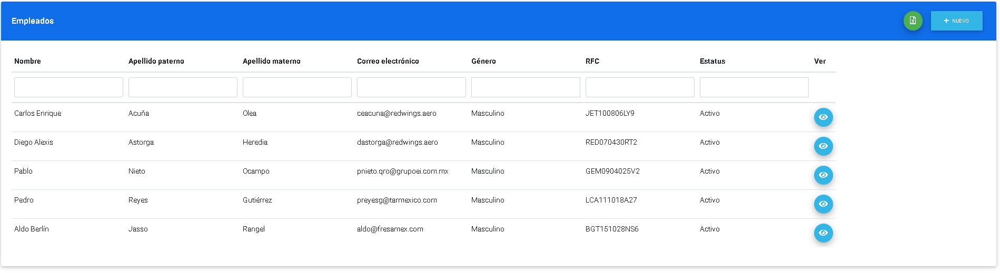 Empleados
NUEVO
Nombre Apellido paterno Apellido materno Correo electrónico Género RFC Estatus Ver
Carlos Enrique Acuña Olea ceacuna@redwings.aero Masculino JET100806LY9 Activo
Diego Alexis Astorga Heredia dastorga@redwings.aero Masculino RED070430RT2 Activo
Pablo Nieto Ocampo pnieto.qro@grupoei.com.mx Masculino GEM0904025V2 Activo
Pedro Reyes Gutiérrez preyesg@tarmexico.com Masculino LCA111018A27 Activo
Aldo Berlín Jasso Rangel aldo@fresamex.com Masculino BGT151028NS6 Activo